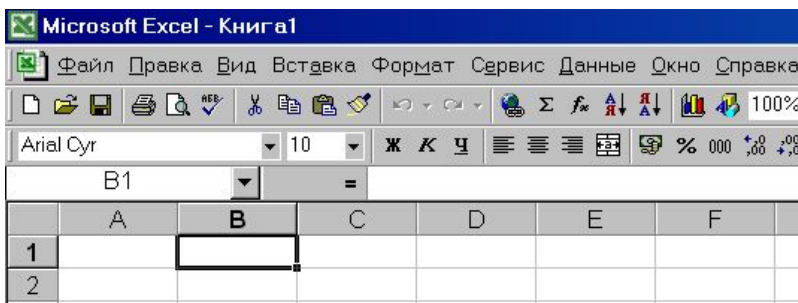 Microsoft Excel - Книга1
Файл Правка Вид Вставка Формат Сервис Данные Окно Справка
100%
Arial Cyr 10 Ж К Ч % 000
B1 =
A B C D E F
1
2